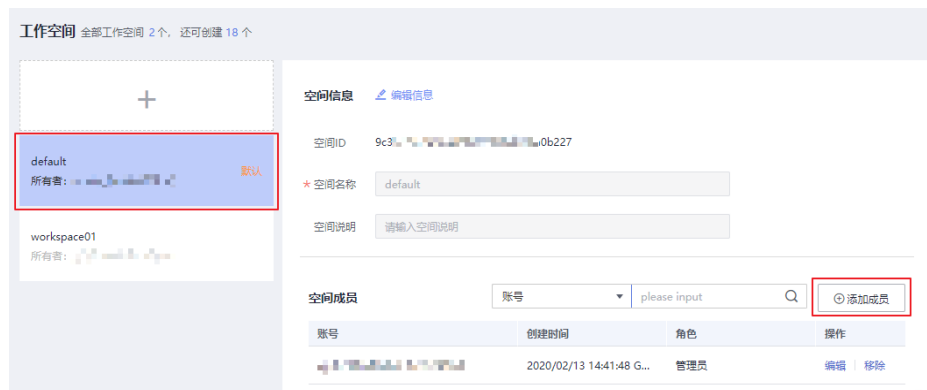 工作空间 全部工作空间 2 个, 还可创建 18 个
+
空间信息 编辑信息
空间ID 9c3 0b227
default
默认
所有者:
* 空间名称 default
空间说明 请输入空间说明
workspace01
所有者:
空间成员 账号 please input 添加成员
账号 创建时间 角色 操作
2020/02/13 14:41:48 G... 管理员 编辑 移除